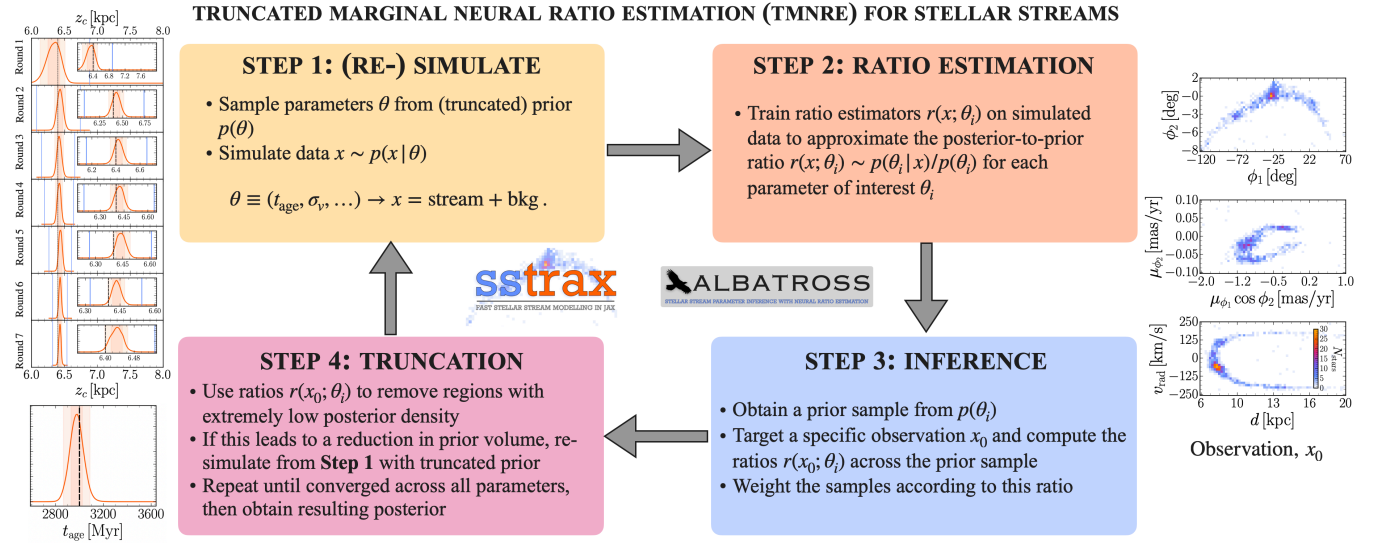 TRUNCATED MARGINAL NEURAL RATIO ESTIMATION (TMNRE) FOR STELLAR STREAMS
z_c [kpc]
6.0 6.5 7.0 7.5 8.0
Round 1
6.4 6.8 7.2 7.6
Round 2
6.25 6.50 6.75
Round 3
6.2 6.4 6.6
Round 4
6.30 6.45 6.60
Round 5
6.30 6.45 6.60
Round 6
6.30 6.45 6.60
Round 7
6.40 6.48
6.0 6.5 7.0 7.5 8.0
z_c [kpc]
2800 3200 3600
t_age [Myr]
STEP 1: (RE-) SIMULATE
• Sample parameters θ from (truncated) prior
p(θ)
• Simulate data x ∼ p(x | θ)
θ ≡ (t_age, σ_v, …) → x = stream + bkg .
STEP 2: RATIO ESTIMATION
• Train ratio estimators r(x; θ_i) on simulated
data to approximate the posterior-to-prior
ratio r(x; θ_i) ∼ p(θ_i | x)/p(θ_i) for each
parameter of interest θ_i
sstrax
FAST STELLAR STREAM MODELLING IN JAX
ALBATROSS
STELLAR STREAM PARAMETER INFERENCE WITH NEURAL RATIO ESTIMATION
STEP 4: TRUNCATION
• Use ratios r(x_0; θ_i) to remove regions with
extremely low posterior density
• If this leads to a reduction in prior volume, re-
simulate from Step 1 with truncated prior
• Repeat until converged across all parameters,
then obtain resulting posterior
STEP 3: INFERENCE
• Obtain a prior sample from p(θ_i)
• Target a specific observation x_0 and compute the
ratios r(x_0; θ_i) across the prior sample
• Weight the samples according to this ratio
ϕ_2 [deg]
2
−0
−3
−6
−8
−120 −72 −25 22 70
ϕ_1 [deg]
μ_ϕ2 [mas/yr]
0.10
0.05
0.00
−0.05
−0.10
−2.0 −1.2 −0.5 0.2 1.0
μ_ϕ1 cos ϕ_2 [mas/yr]
v_rad [km/s]
250
125
0
−125
−250
6 10 13 16 20
d [kpc]
30
25
20
15
10
5
0
N_stars
Observation, x_0